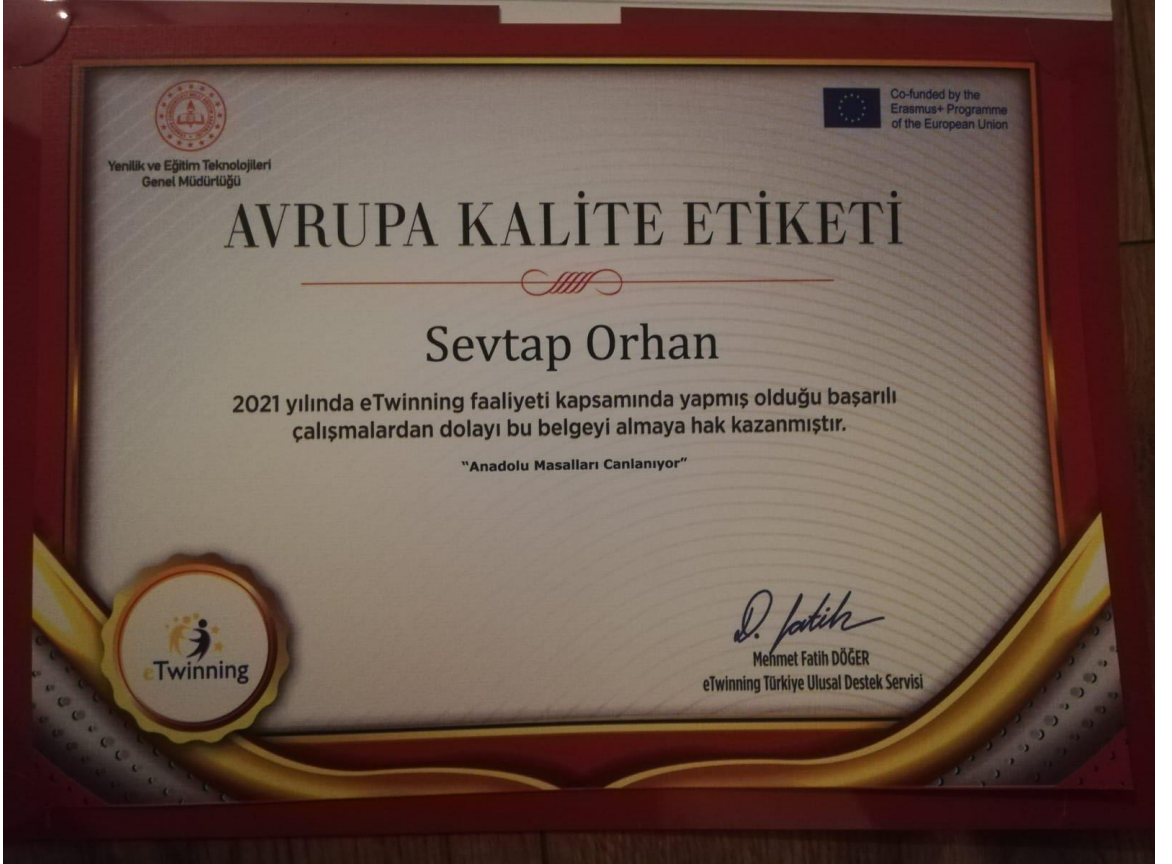 Yenilik ve Eğitim Teknolojileri
Genel Müdürlüğü
Co-funded by the
Erasmus+ Programme
of the European Union
AVRUPA KALİTE ETİKETİ
Sevtap Orhan
2021 yılında eTwinning faaliyeti kapsamında yapmış olduğu başarılı
çalışmalardan dolayı bu belgeyi almaya hak kazanmıştır.
"Anadolu Masalları Canlanıyor"
eTwinning
D. Fatih
Mehmet Fatih DÖĞER
eTwinning Türkiye Ulusal Destek Servisi